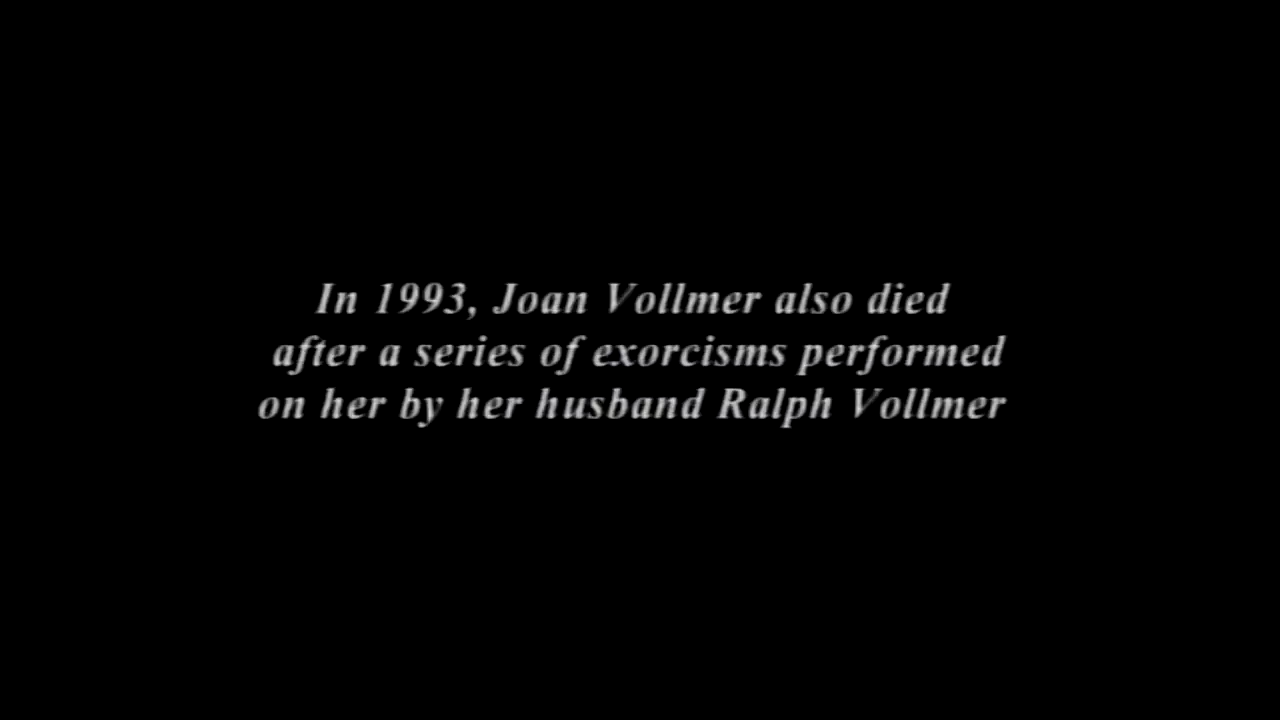 In 1993, Joan Vollmer also died
after a series of exorcisms performed
on her by her husband Ralph Vollmer